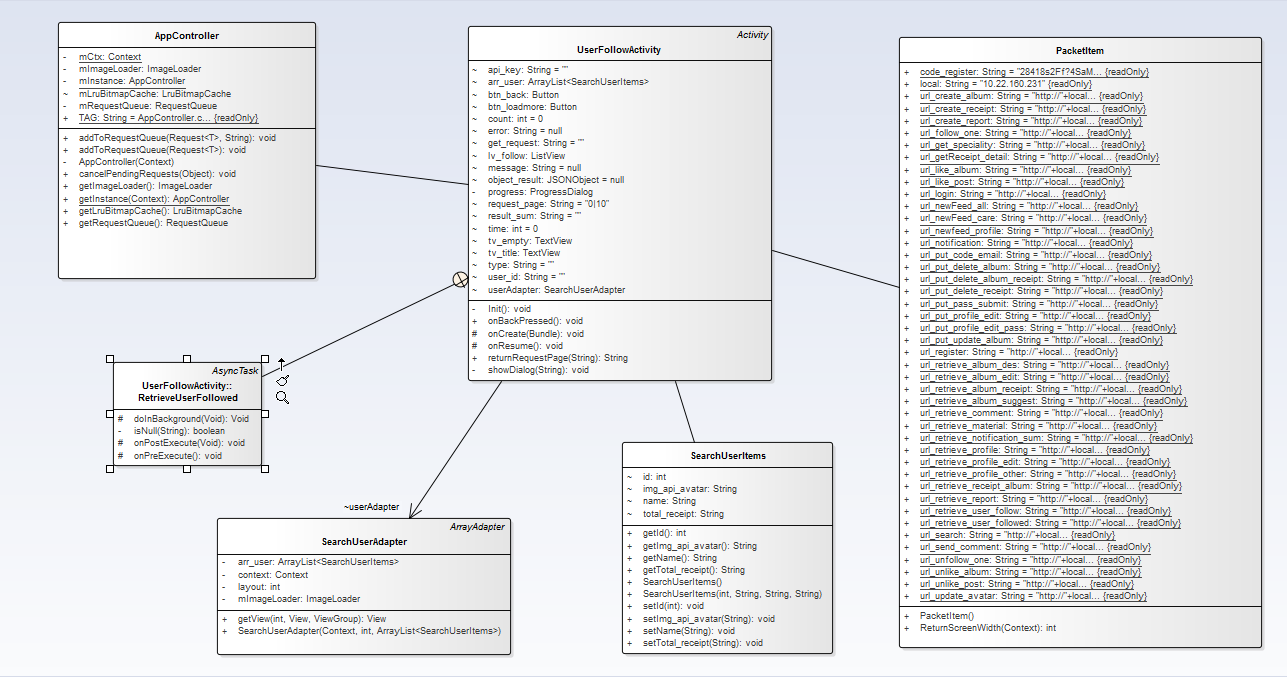 AppController
- mCtx: Context
- mImageLoader: ImageLoader
- mInstance: AppController
~ mLruBitmapCache: LruBitmapCache
- mRequestQueue: RequestQueue
+ TAG: String = AppController.c... {readOnly}
+ addToRequestQueue(Request<T>, String): void
+ addToRequestQueue(Request<T>): void
- AppController(Context)
+ cancelPendingRequests(Object): void
+ getImageLoader(): ImageLoader
+ getInstance(Context): AppController
+ getLruBitmapCache(): LruBitmapCache
+ getRequestQueue(): RequestQueue
Activity
UserFollowActivity
~ api_key: String = ""
~ arr_user: ArrayList<SearchUserItems>
~ btn_back: Button
~ btn_loadmore: Button
~ count: int = 0
~ error: String = null
~ get_request: String = ""
~ lv_follow: ListView
~ message: String = null
~ object_result: JSONObject = null
- progress: ProgressDialog
~ request_page: String = "0|10"
~ result_sum: String = ""
~ time: int = 0
~ tv_empty: TextView
~ tv_title: TextView
~ type: String = ""
~ user_id: String = ""
~ userAdapter: SearchUserAdapter
- Init(): void
+ onBackPressed(): void
# onCreate(Bundle): void
# onResume(): void
+ returnRequestPage(String): String
- showDialog(String): void
PacketItem
+ code_register: String = "28418s2Ff?4SaM... {readOnly}
+ local: String = "10.22.160.231" {readOnly}
+ url_create_album: String = "http://"+local... {readOnly}
+ url_create_receipt: String = "http://"+local... {readOnly}
+ url_create_report: String = "http://"+local... {readOnly}
+ url_follow_one: String = "http://"+local... {readOnly}
+ url_get_speciality: String = "http://"+local... {readOnly}
+ url_getReceipt_detail: String = "http://"+local... {readOnly}
+ url_like_album: String = "http://"+local... {readOnly}
+ url_like_post: String = "http://"+local... {readOnly}
+ url_login: String = "http://"+local... {readOnly}
+ url_newFeed_all: String = "http://"+local... {readOnly}
+ url_newFeed_care: String = "http://"+local... {readOnly}
+ url_newfeed_profile: String = "http://"+local... {readOnly}
+ url_notification: String = "http://"+local... {readOnly}
+ url_put_code_email: String = "http://"+local... {readOnly}
+ url_put_delete_album: String = "http://"+local... {readOnly}
+ url_put_delete_album_receipt: String = "http://"+local... {readOnly}
+ url_put_delete_receipt: String = "http://"+local... {readOnly}
+ url_put_pass_submit: String = "http://"+local... {readOnly}
+ url_put_profile_edit: String = "http://"+local... {readOnly}
+ url_put_profile_edit_pass: String = "http://"+local... {readOnly}
+ url_put_update_album: String = "http://"+local... {readOnly}
+ url_register: String = "http://"+local... {readOnly}
+ url_retrieve_album_des: String = "http://"+local... {readOnly}
+ url_retrieve_album_edit: String = "http://"+local... {readOnly}
+ url_retrieve_album_receipt: String = "http://"+local... {readOnly}
+ url_retrieve_album_suggest: String = "http://"+local... {readOnly}
+ url_retrieve_comment: String = "http://"+local... {readOnly}
+ url_retrieve_material: String = "http://"+local... {readOnly}
+ url_retrieve_notification_sum: String = "http://"+local... {readOnly}
+ url_retrieve_profile: String = "http://"+local... {readOnly}
+ url_retrieve_profile_edit: String = "http://"+local... {readOnly}
+ url_retrieve_profile_other: String = "http://"+local... {readOnly}
+ url_retrieve_receipt_album: String = "http://"+local... {readOnly}
+ url_retrieve_report: String = "http://"+local... {readOnly}
+ url_retrieve_user_follow: String = "http://"+local... {readOnly}
+ url_retrieve_user_followed: String = "http://"+local... {readOnly}
+ url_search: String = "http://"+local... {readOnly}
+ url_send_comment: String = "http://"+local... {readOnly}
+ url_unfollow_one: String = "http://"+local... {readOnly}
+ url_unlike_album: String = "http://"+local... {readOnly}
+ url_unlike_post: String = "http://"+local... {readOnly}
+ url_update_avatar: String = "http://"+local... {readOnly}
+ PacketItem()
+ ReturnScreenWidth(Context): int
AsyncTask
UserFollowActivity::
RetrieveUserFollowed
# doInBackground(Void): Void
- isNull(String): boolean
# onPostExecute(Void): void
# onPreExecute(): void
~userAdapter
ArrayAdapter
SearchUserAdapter
- arr_user: ArrayList<SearchUserItems>
- context: Context
- layout: int
- mImageLoader: ImageLoader
+ getView(int, View, ViewGroup): View
+ SearchUserAdapter(Context, int, ArrayList<SearchUserItems>)
SearchUserItems
~ id: int
~ img_api_avatar: String
~ name: String
~ total_receipt: String
+ getId(): int
+ getImg_api_avatar(): String
+ getName(): String
+ getTotal_receipt(): String
+ SearchUserItems()
+ SearchUserItems(int, String, String, String)
+ setId(int): void
+ setImg_api_avatar(String): void
+ setName(String): void
+ setTotal_receipt(String): void